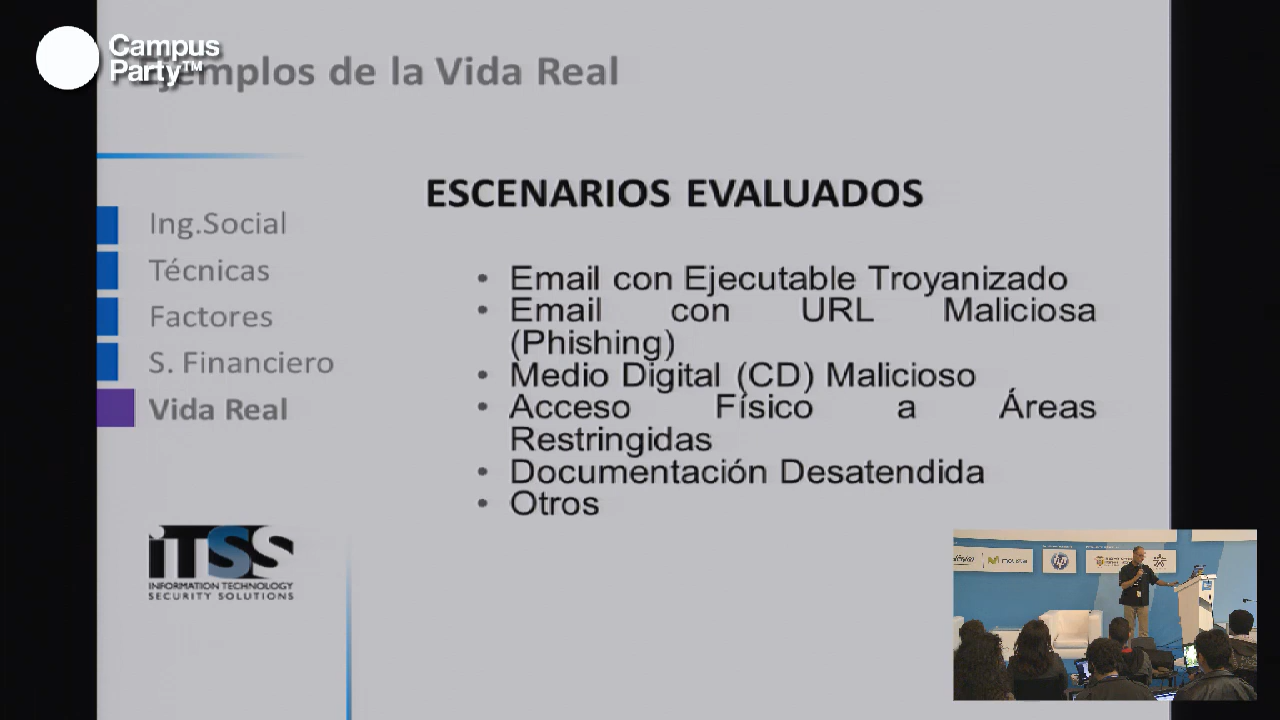 Campus
Party™
Ejemplos de la Vida Real
ESCENARIOS EVALUADOS
Ing.Social
Técnicas
Factores
S. Financiero
Vida Real
• Email con Ejecutable Troyanizado
• Email con URL Maliciosa
(Phishing)
• Medio Digital (CD) Malicioso
• Acceso Físico a Áreas
Restringidas
• Documentación Desatendida
• Otros
iTSS
INFORMATION TECHNOLOGY
SECURITY SOLUTIONS
hp